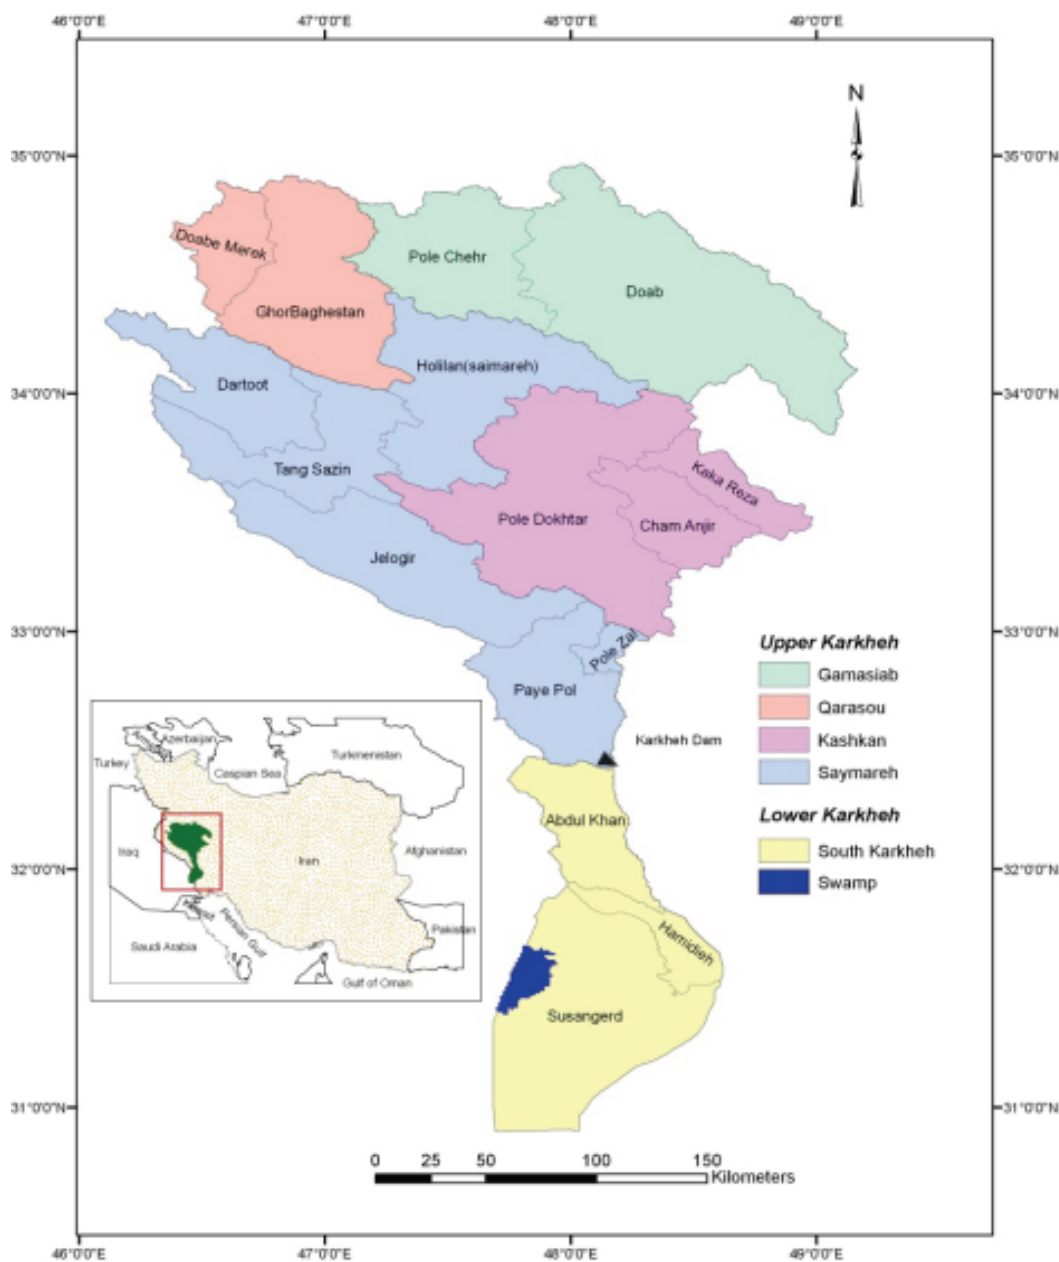 46°0'0"E
47°0'0"E
48°0'0"E
49°0'0"E
N
35°0'0"N
35°0'0"N
Doabe Merek
Pole Chehr
Doab
GhorBaghestan
Holilan(saimareh)
Dartoot
34°0'0"N
34°0'0"N
Tang Sazin
Kaka Reza
Pole Dokhtar
Cham Anjir
Jelogir
33°0'0"N
33°0'0"N
Pole Zal
Paye Pol
Karkheh Dam
Upper Karkheh
Gamasiab
Qarasou
Kashkan
Saymareh
Lower Karkheh
South Karkheh
Swamp
Abdul Khan
Hamidieh
Susangerd
Azerbaijan
Turkey
Caspian Sea
Turkmenistan
Iraq
Iran
Afghanistan
Pakistan
Saudi Arabia
Persian Gulf
Gulf of Oman
32°0'0"N
31°0'0"N
31°0'0"N
0 25 50 100 150
Kilometers
46°0'0"E
47°0'0"E
48°0'0"E
49°0'0"E
32°0'0"N